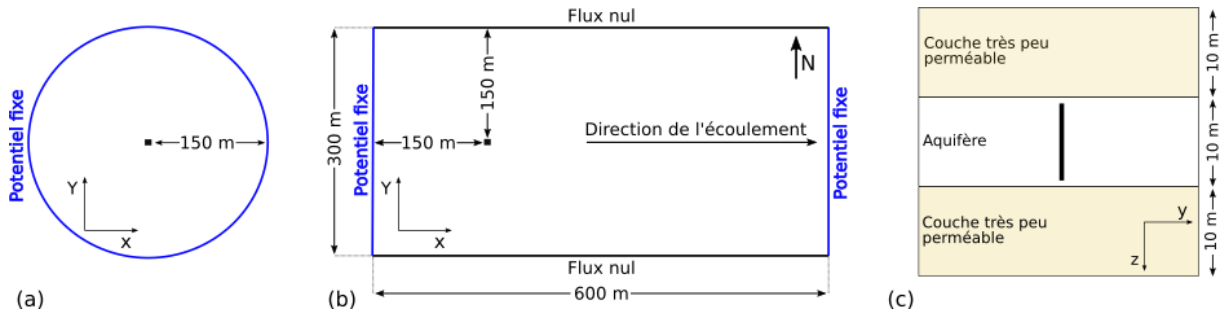 Potentiel fixe
150 m
Y
x
(a)
Flux nul
300 m
Potentiel fixe
150 m
150 m
N
Direction de l'écoulement
Potentiel fixe
Y
x
Flux nul
600 m
(b)
Couche très peu
perméable
10 m
Aquifère
10 m
Couche très peu
perméable
y
z
10 m
(c)